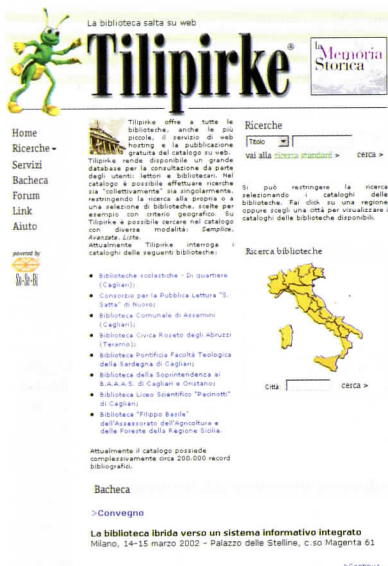 La biblioteca salta su web
Tilipirke®
la Memoria
Storica
Home
Ricerche
Servizi
Bacheca
Forum
Link
Aiuto
powered by
Tilipirke offre a tutte le
biblioteche, anche le più
piccole, il servizio di web
hosting e la pubblicazione
gratuita del catalogo su web.
Tilipirke rende disponibile un grande
database per la consultazione da parte
degli utenti: lettori e bibliotecari. Nel
catalogo è possibile effettuare ricerche
sia "collettivamente" sia singolarmente,
restringendo la ricerca alla propria o a
una selezione di biblioteche, scelte per
esempio con criterio geografico. Su
Tilipirke è possibile cercare nel catalogo
con diverse modalità: Semplice,
Avanzata, Liste.
Attualmente Tilipirke interroga i
cataloghi delle seguenti biblioteche:
• Biblioteche scolastiche - Di quartiere
(Cagliari);
• Consorzio per la Pubblica Lettura "S.
Satta" di Nuoro;
• Biblioteca Comunale di Assemini
(Cagliari);
• Biblioteca Civica Roseto degli Abruzzi
(Teramo);
• Biblioteca Pontificia Facoltà Teologica
della Sardegna di Cagliari;
• Biblioteca della Soprintendenza ai
B.A.A.A.S. di Cagliari e Oristano;
• Biblioteca Liceo Scientifico "Pacinotti"
di Cagliari;
• Biblioteca "Filippo Basile"
dell'Assessorato dell'Agricoltura e
delle Foreste della Regione Sicilia.
Attualmente il catalogo possiede
complessivamente circa 200.000 record
bibliografici.
Ricerche
Titolo
vai alla ricerca standard > cerca >
Si può restringere la ricerca
selezionando i cataloghi delle
biblioteche. Fai click su una regione
oppure scegli una città per visualizzare i
cataloghi delle biblioteche disponibili.
Ricerca biblioteche
Città: cerca >
Bacheca
>Convegno
La biblioteca ibrida verso un sistema informativo integrato
Milano, 14-15 marzo 2002 - Palazzo delle Stelline, c.so Magenta 61